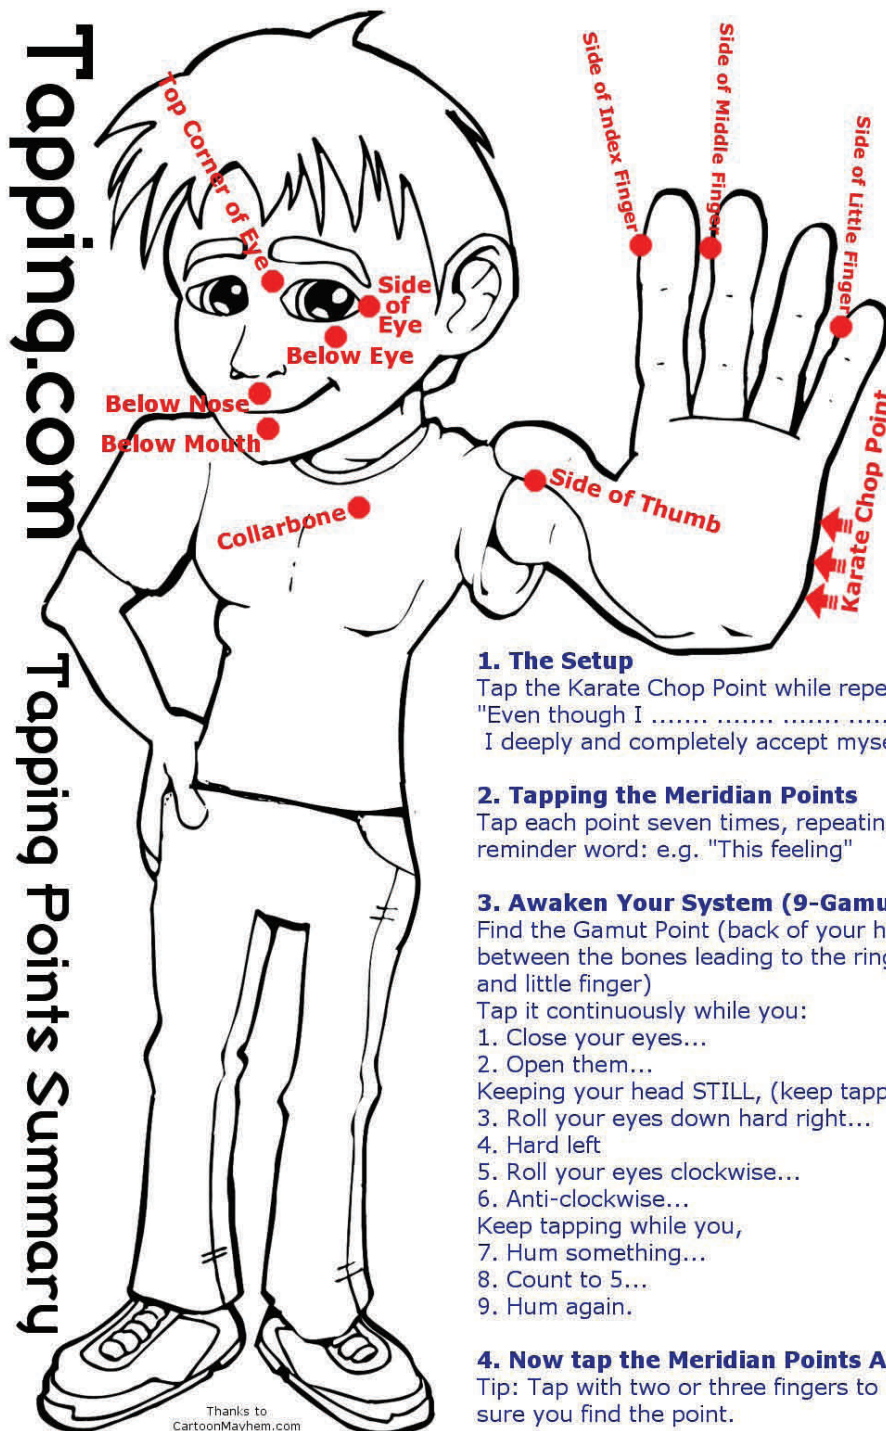 Tapping.com
Tapping Points Summary
Top Corner of Eye
Side
of
Eye
Below Eye
Below Nose
Below Mouth
Collarbone
Side of Index Finger
Side of Middle Finger
Side of Little Finger
Side of Thumb
Karate Chop Point
1. The Setup
Tap the Karate Chop Point while repe
"Even though I ....... ....... ....... .....
I deeply and completely accept myse
2. Tapping the Meridian Points
Tap each point seven times, repeatin
reminder word: e.g. "This feeling"
3. Awaken Your System (9-Gamu
Find the Gamut Point (back of your h
between the bones leading to the ring
and little finger)
Tap it continuously while you:
1. Close your eyes...
2. Open them...
Keeping your head STILL, (keep tapp
3. Roll your eyes down hard right...
4. Hard left
5. Roll your eyes clockwise...
6. Anti-clockwise...
Keep tapping while you,
7. Hum something...
8. Count to 5...
9. Hum again.
4. Now tap the Meridian Points A
Tip: Tap with two or three fingers to
sure you find the point.
Thanks to
CartoonMayhem.com